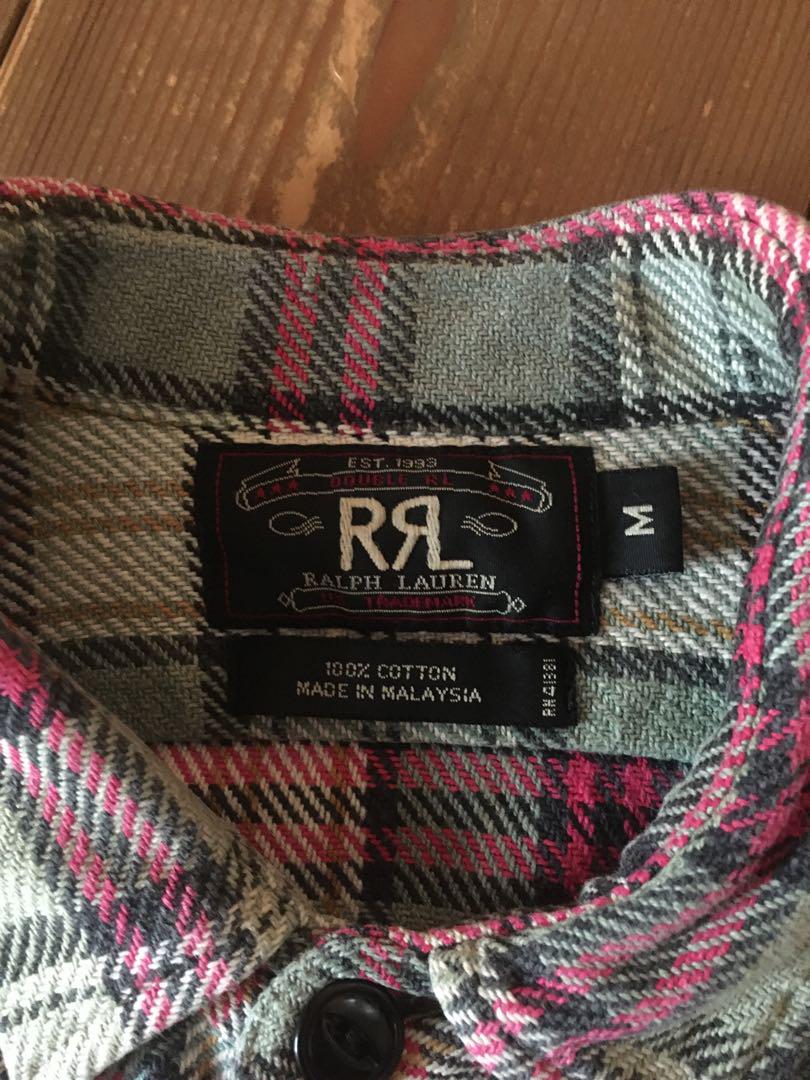 EST. 1993
DOUBLE RL
RRL
RALPH LAUREN
TRADEMARK
M
100% COTTON
MADE IN MALAYSIA
RN 41381